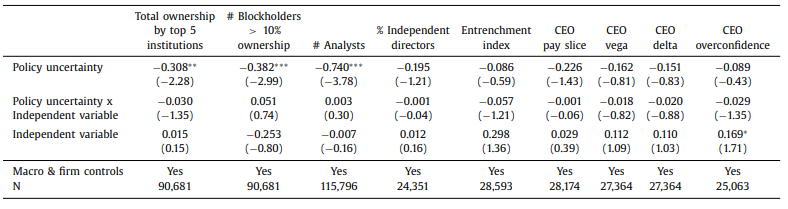 Total ownership by top 5 institutions # Blockholders > 10% ownership # Analysts % Independent directors Entrenchment index CEO pay slice CEO vega CEO delta CEO overconfidence
Policy uncertainty −0.308** −0.382*** −0.740*** −0.195 −0.086 −0.226 −0.162 −0.151 −0.089
(−2.28) (−2.99) (−3.78) (−1.21) (−0.59) (−1.43) (−0.81) (−0.83) (−0.43)
Policy uncertainty x −0.030 0.051 0.003 −0.001 −0.057 −0.001 −0.018 −0.020 −0.029
Independent variable (−1.35) (0.74) (0.30) (−0.04) (−1.21) (−0.06) (−0.82) (−0.88) (−1.35)
Independent variable 0.015 −0.253 −0.007 0.012 0.298 0.029 0.112 0.110 0.169*
(0.15) (−0.80) (−0.16) (0.16) (1.36) (0.39) (1.09) (1.03) (1.71)
Macro & firm controls Yes Yes Yes Yes Yes Yes Yes Yes Yes
N 90,681 90,681 115,796 24,351 28,593 28,174 27,364 27,364 25,063